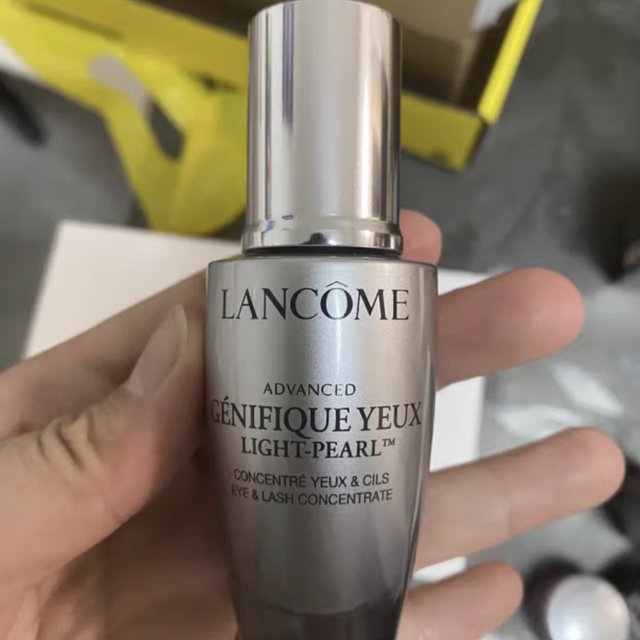 LANCÔME
ADVANCED
GÉNIFIQUE YEUX
LIGHT-PEARL™
CONCENTRÉ YEUX & CILS
EYE & LASH CONCENTRATE